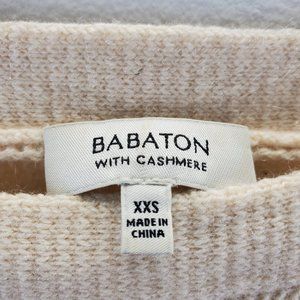 BABATON
WITH CASHMERE
XXS
MADE IN
CHINA